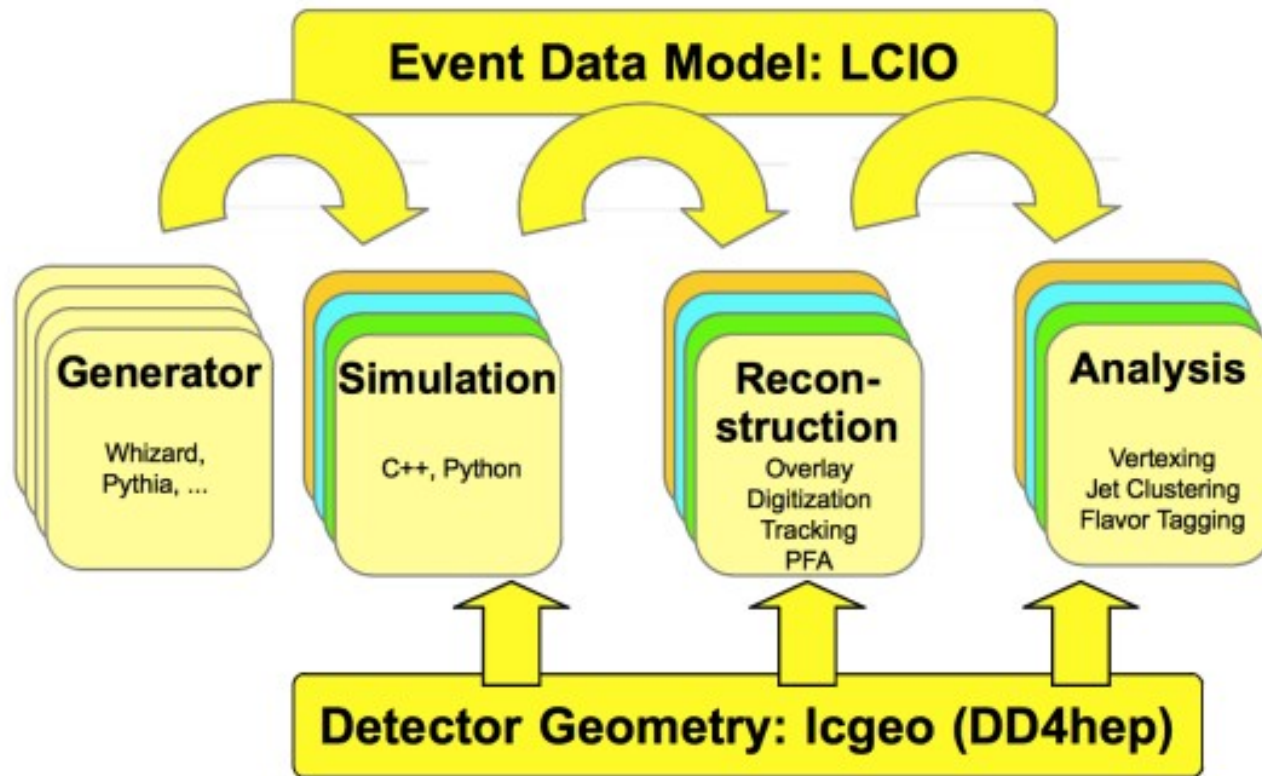 Event Data Model: LCIO
Generator
Whizard,
Pythia, ...
Simulation
C++, Python
Recon-
struction
Overlay
Digitization
Tracking
PFA
Analysis
Vertexing
Jet Clustering
Flavor Tagging
Detector Geometry: lcgeo (DD4hep)